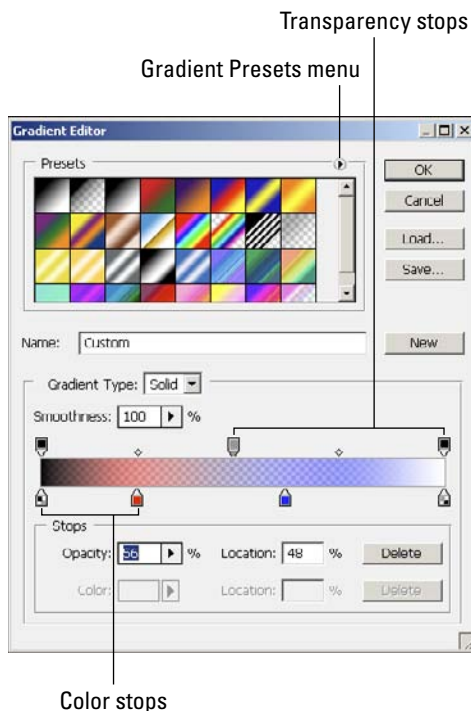 Transparency stops
Gradient Presets menu
Gradient Editor
Presets
OK
Cancel
Load...
Save...
Name: Custom
New
Gradient Type: Solid
Smoothness: 100 %
Stops
Opacity: 56 % Location: 48 % Delete
Color: Location: % Delete
Color stops